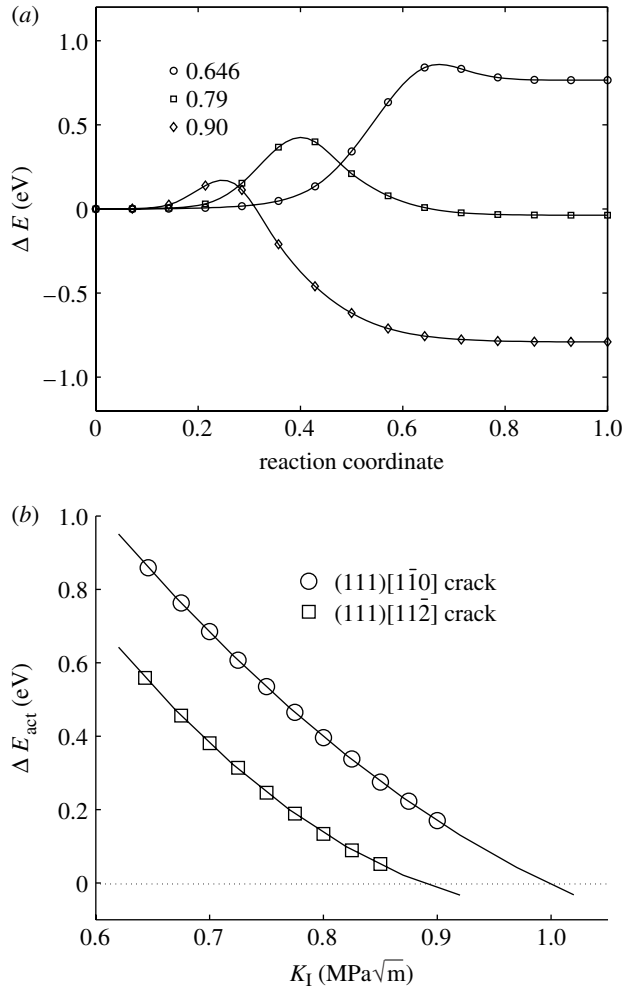 (a)
1.0
0.5
0
−0.5
−1.0
Δ E (eV)
0.646
0.79
0.90
0 0.2 0.4 0.6 0.8 1.0
reaction coordinate
(b)
1.0
0.8
0.6
0.4
0.2
0
Δ E_act (eV)
(111)[11̄0] crack
(111)[112̄] crack
0.6 0.7 0.8 0.9 1.0
K_I (MPa√m)